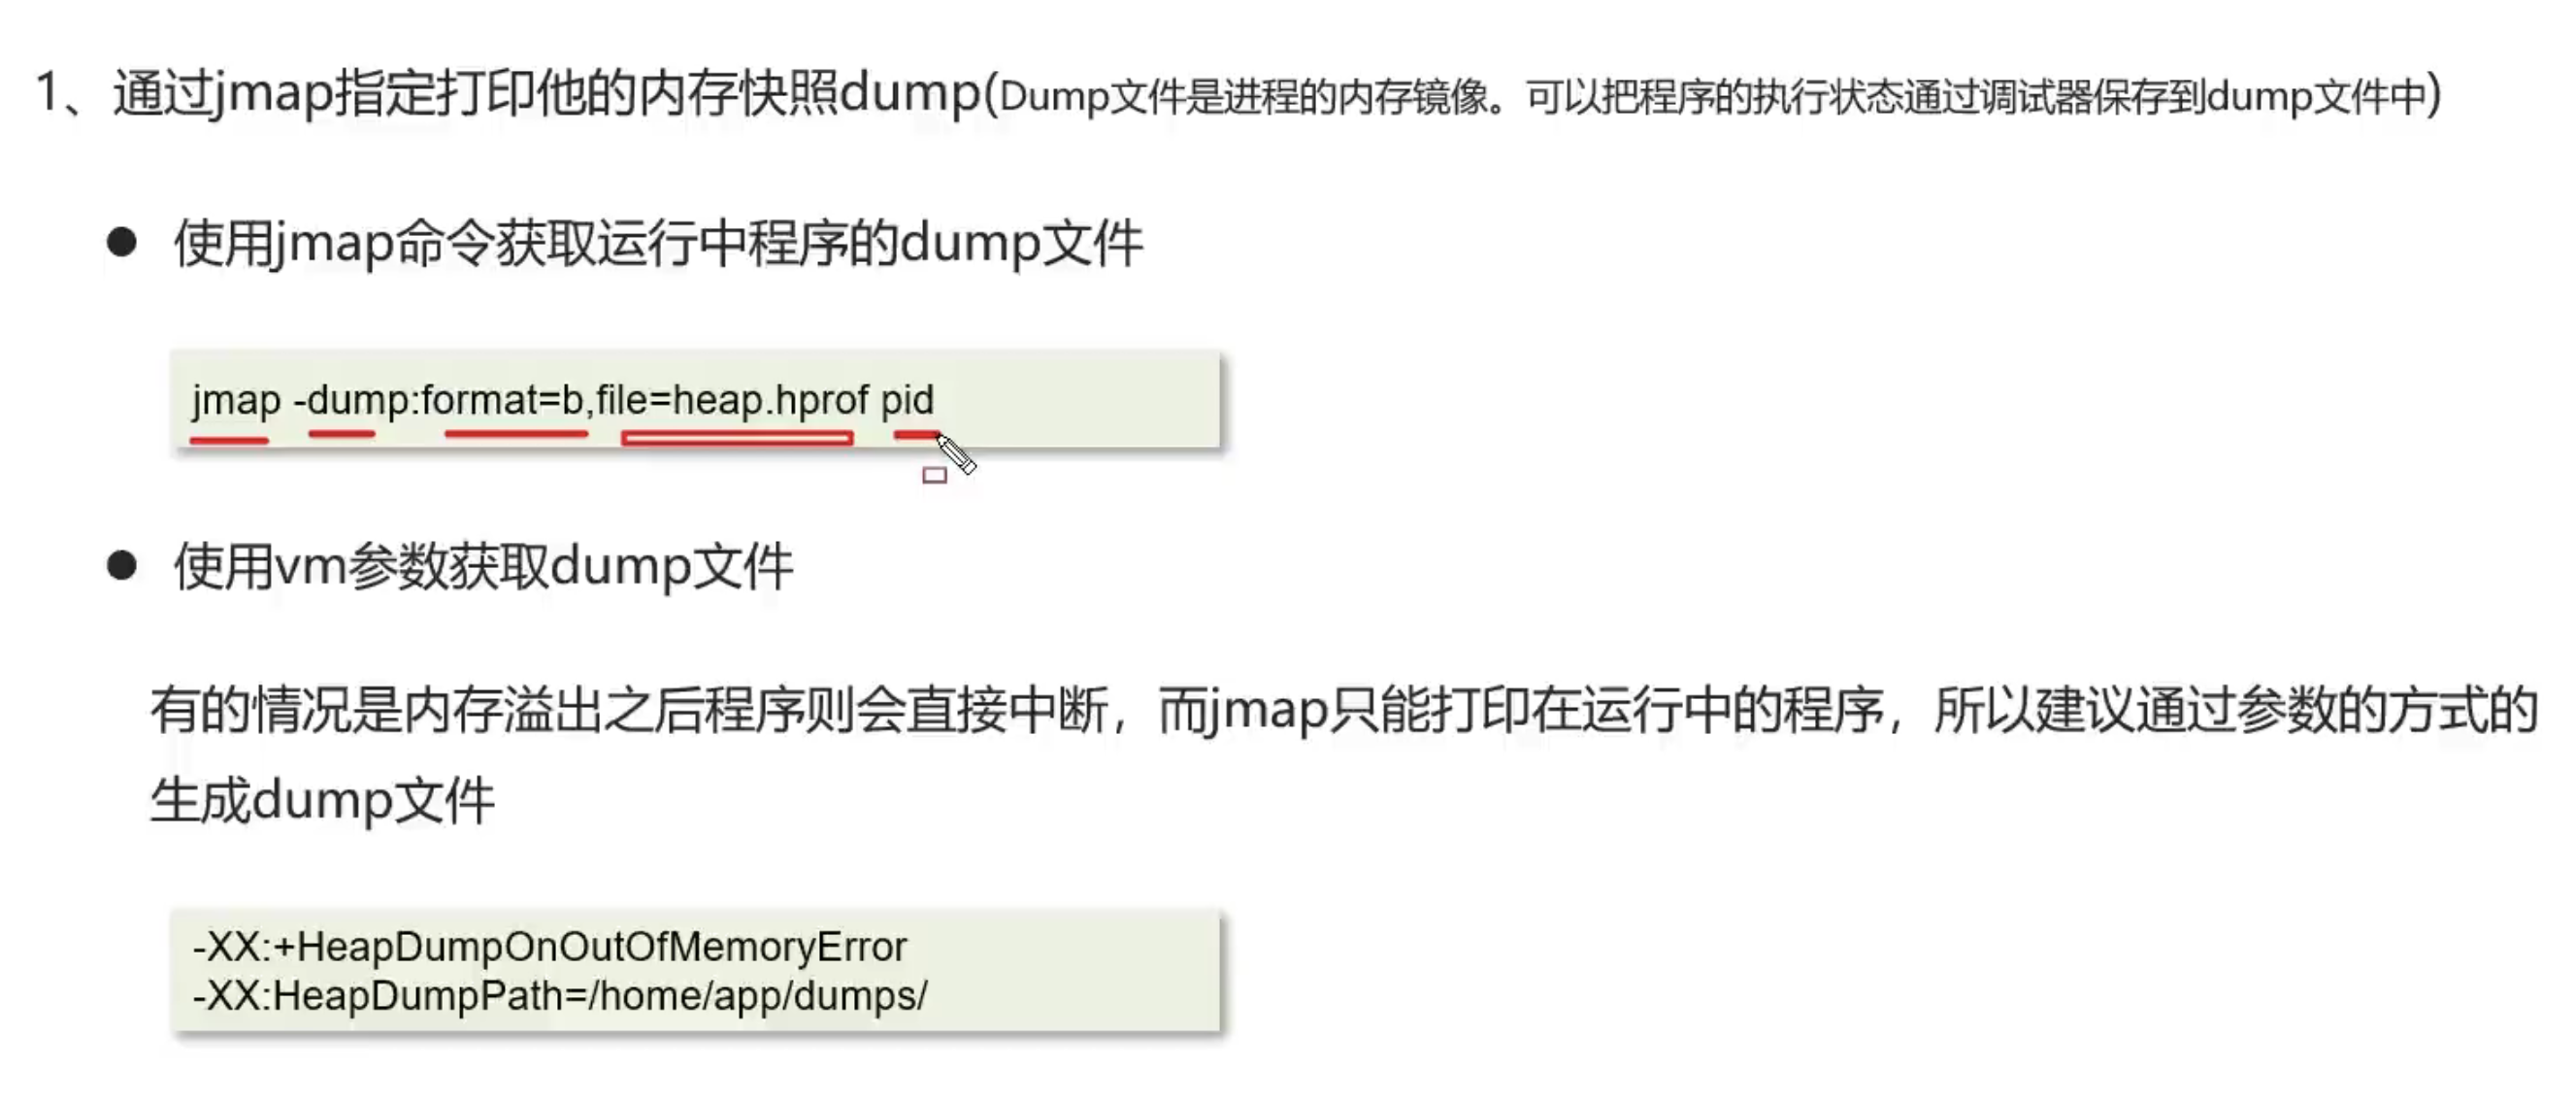 1、通过jmap指定打印他的内存快照dump(Dump文件是进程的内存镜像。可以把程序的执行状态通过调试器保存到dump文件中)
● 使用jmap命令获取运行中程序的dump文件
jmap -dump:format=b,file=heap.hprof pid
● 使用vm参数获取dump文件
有的情况是内存溢出之后程序则会直接中断，而jmap只能打印在运行中的程序，所以建议通过参数的方式的
生成dump文件
-XX:+HeapDumpOnOutOfMemoryError
-XX:HeapDumpPath=/home/app/dumps/